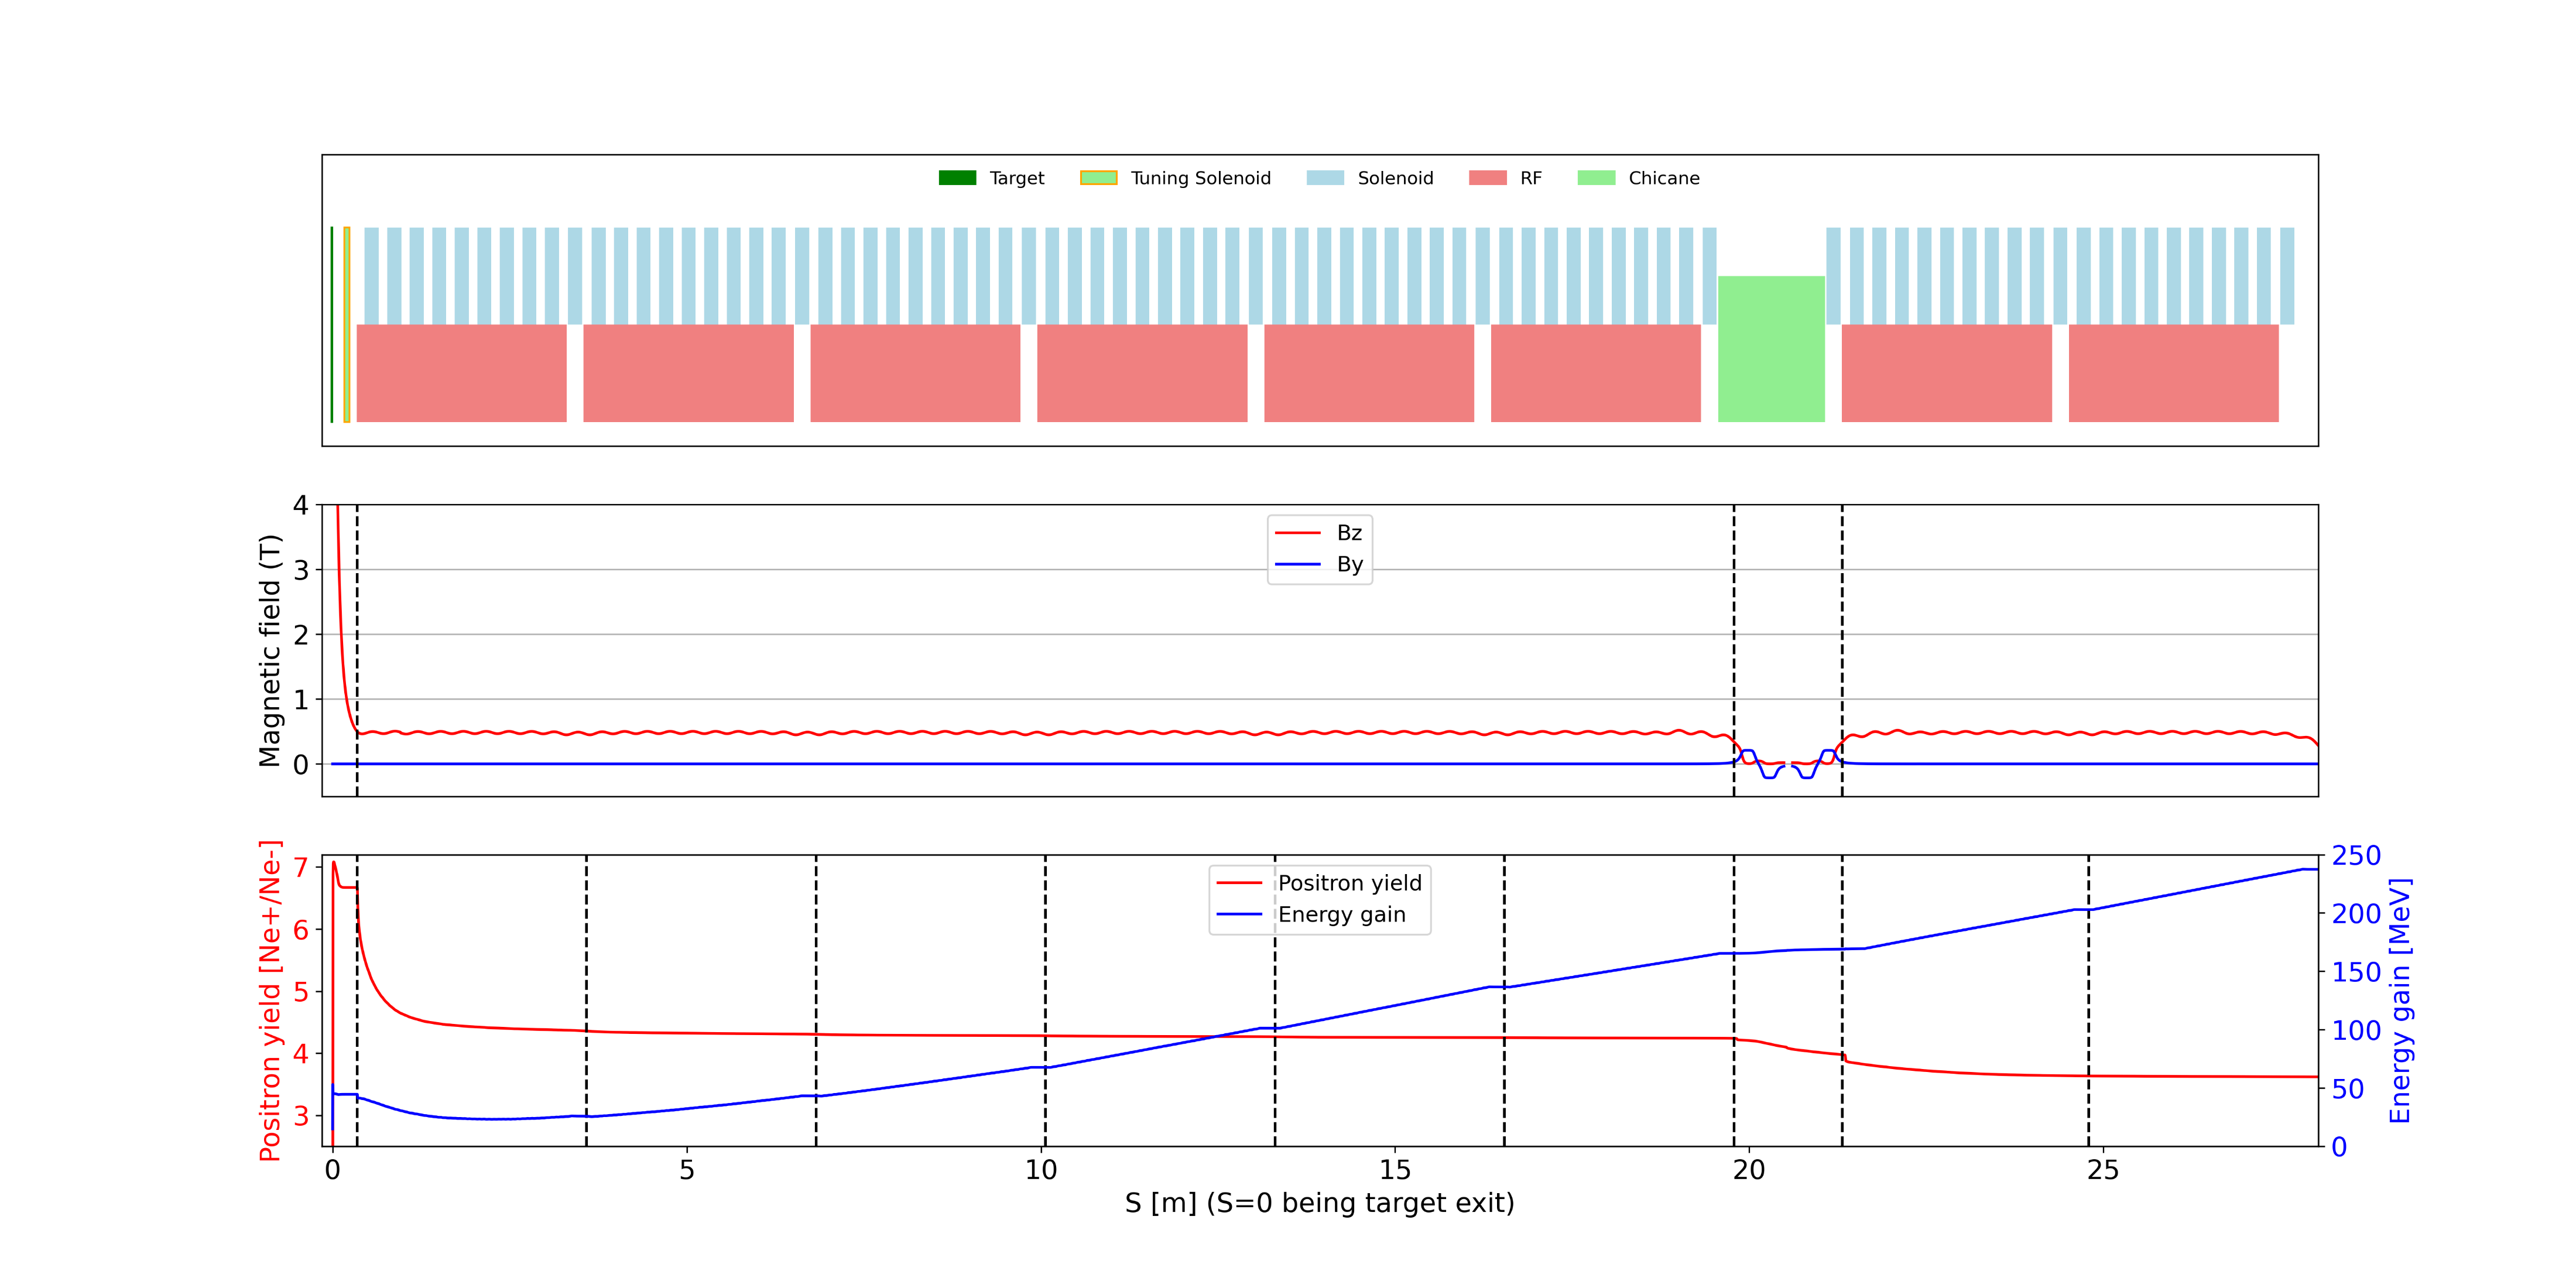 Target Tuning Solenoid Solenoid RF Chicane
Magnetic field (T)
4
3
2
1
0
Bz
By
Positron yield [Ne+/Ne-]
7
6
5
4
3
Positron yield
Energy gain
250
200
150
100
50
0
Energy gain [MeV]
0 5 10 15 20 25
S [m] (S=0 being target exit)